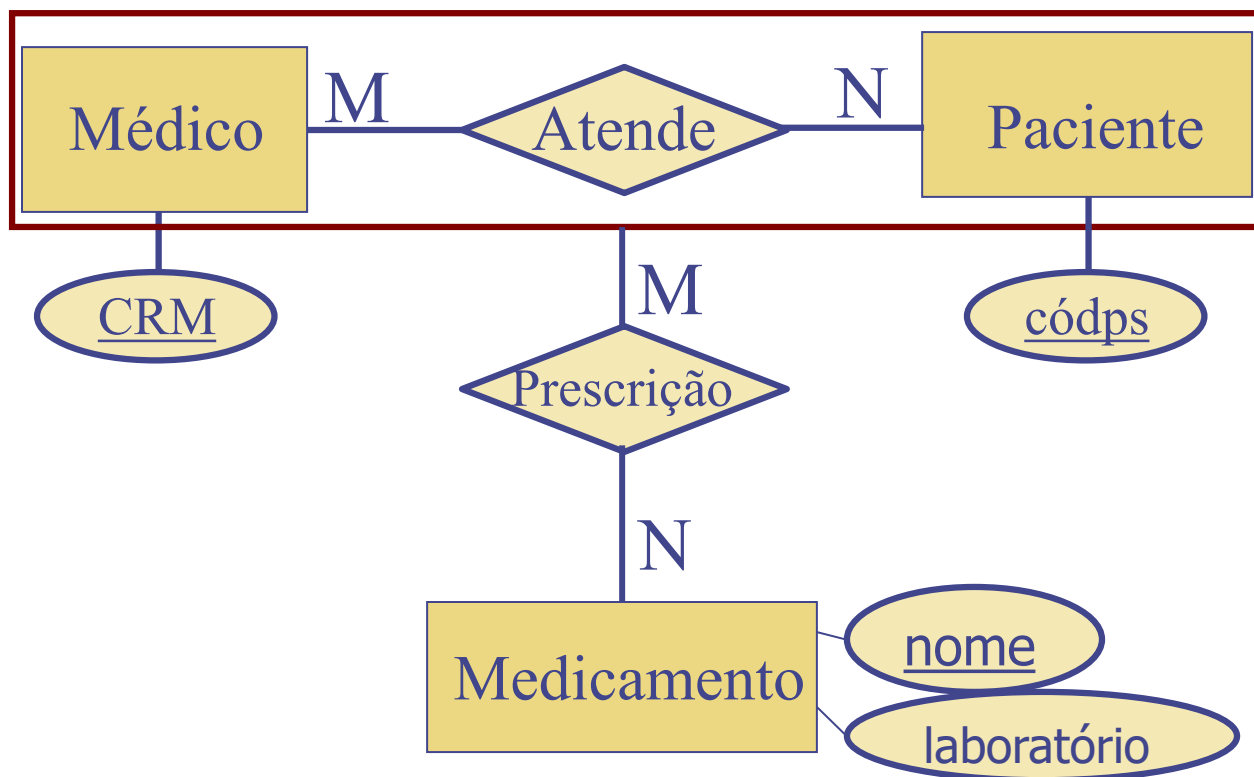 Médico
M
Atende
N
Paciente
CRM
M
códps
Prescrição
N
Medicamento
nome
laboratório